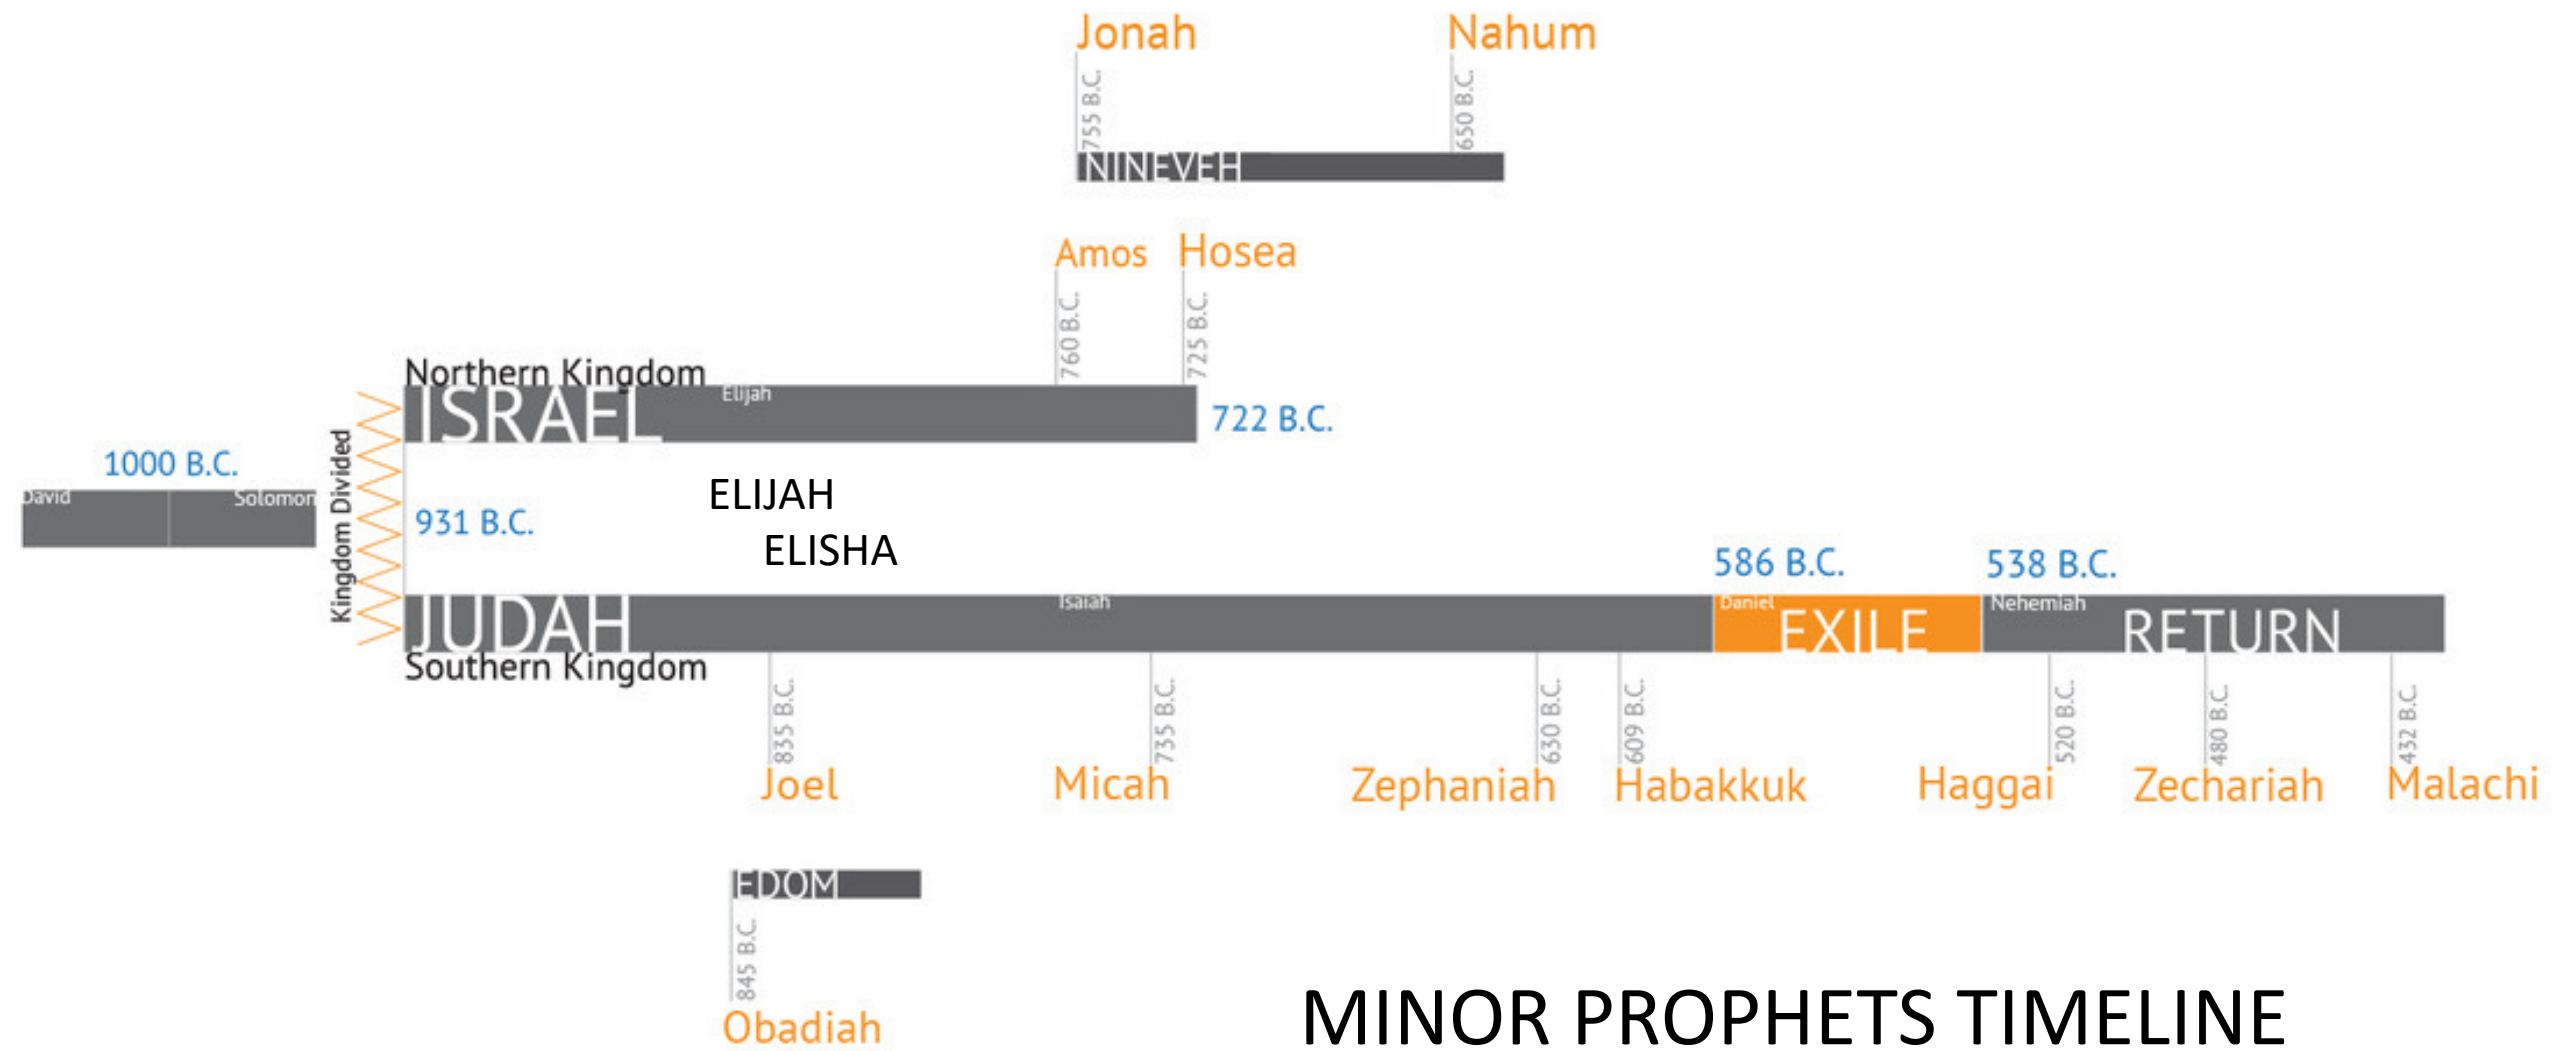 Jonah
Nahum
755 B.C.
650 B.C.
NINEVEH
Amos
Hosea
760 B.C.
725 B.C.
Northern Kingdom
ISRAEL
Elijah
722 B.C.
1000 B.C.
David
Solomon
Kingdom Divided
931 B.C.
ELIJAH
ELISHA
586 B.C.
538 B.C.
JUDAH
Isaiah
Daniel
EXILE
Nehemiah
RETURN
Southern Kingdom
835 B.C.
735 B.C.
630 B.C.
609 B.C.
520 B.C.
480 B.C.
432 B.C.
Joel
Micah
Zephaniah
Habakkuk
Haggai
Zechariah
Malachi
EDOM
845 B.C.
Obadiah
MINOR PROPHETS TIMELINE